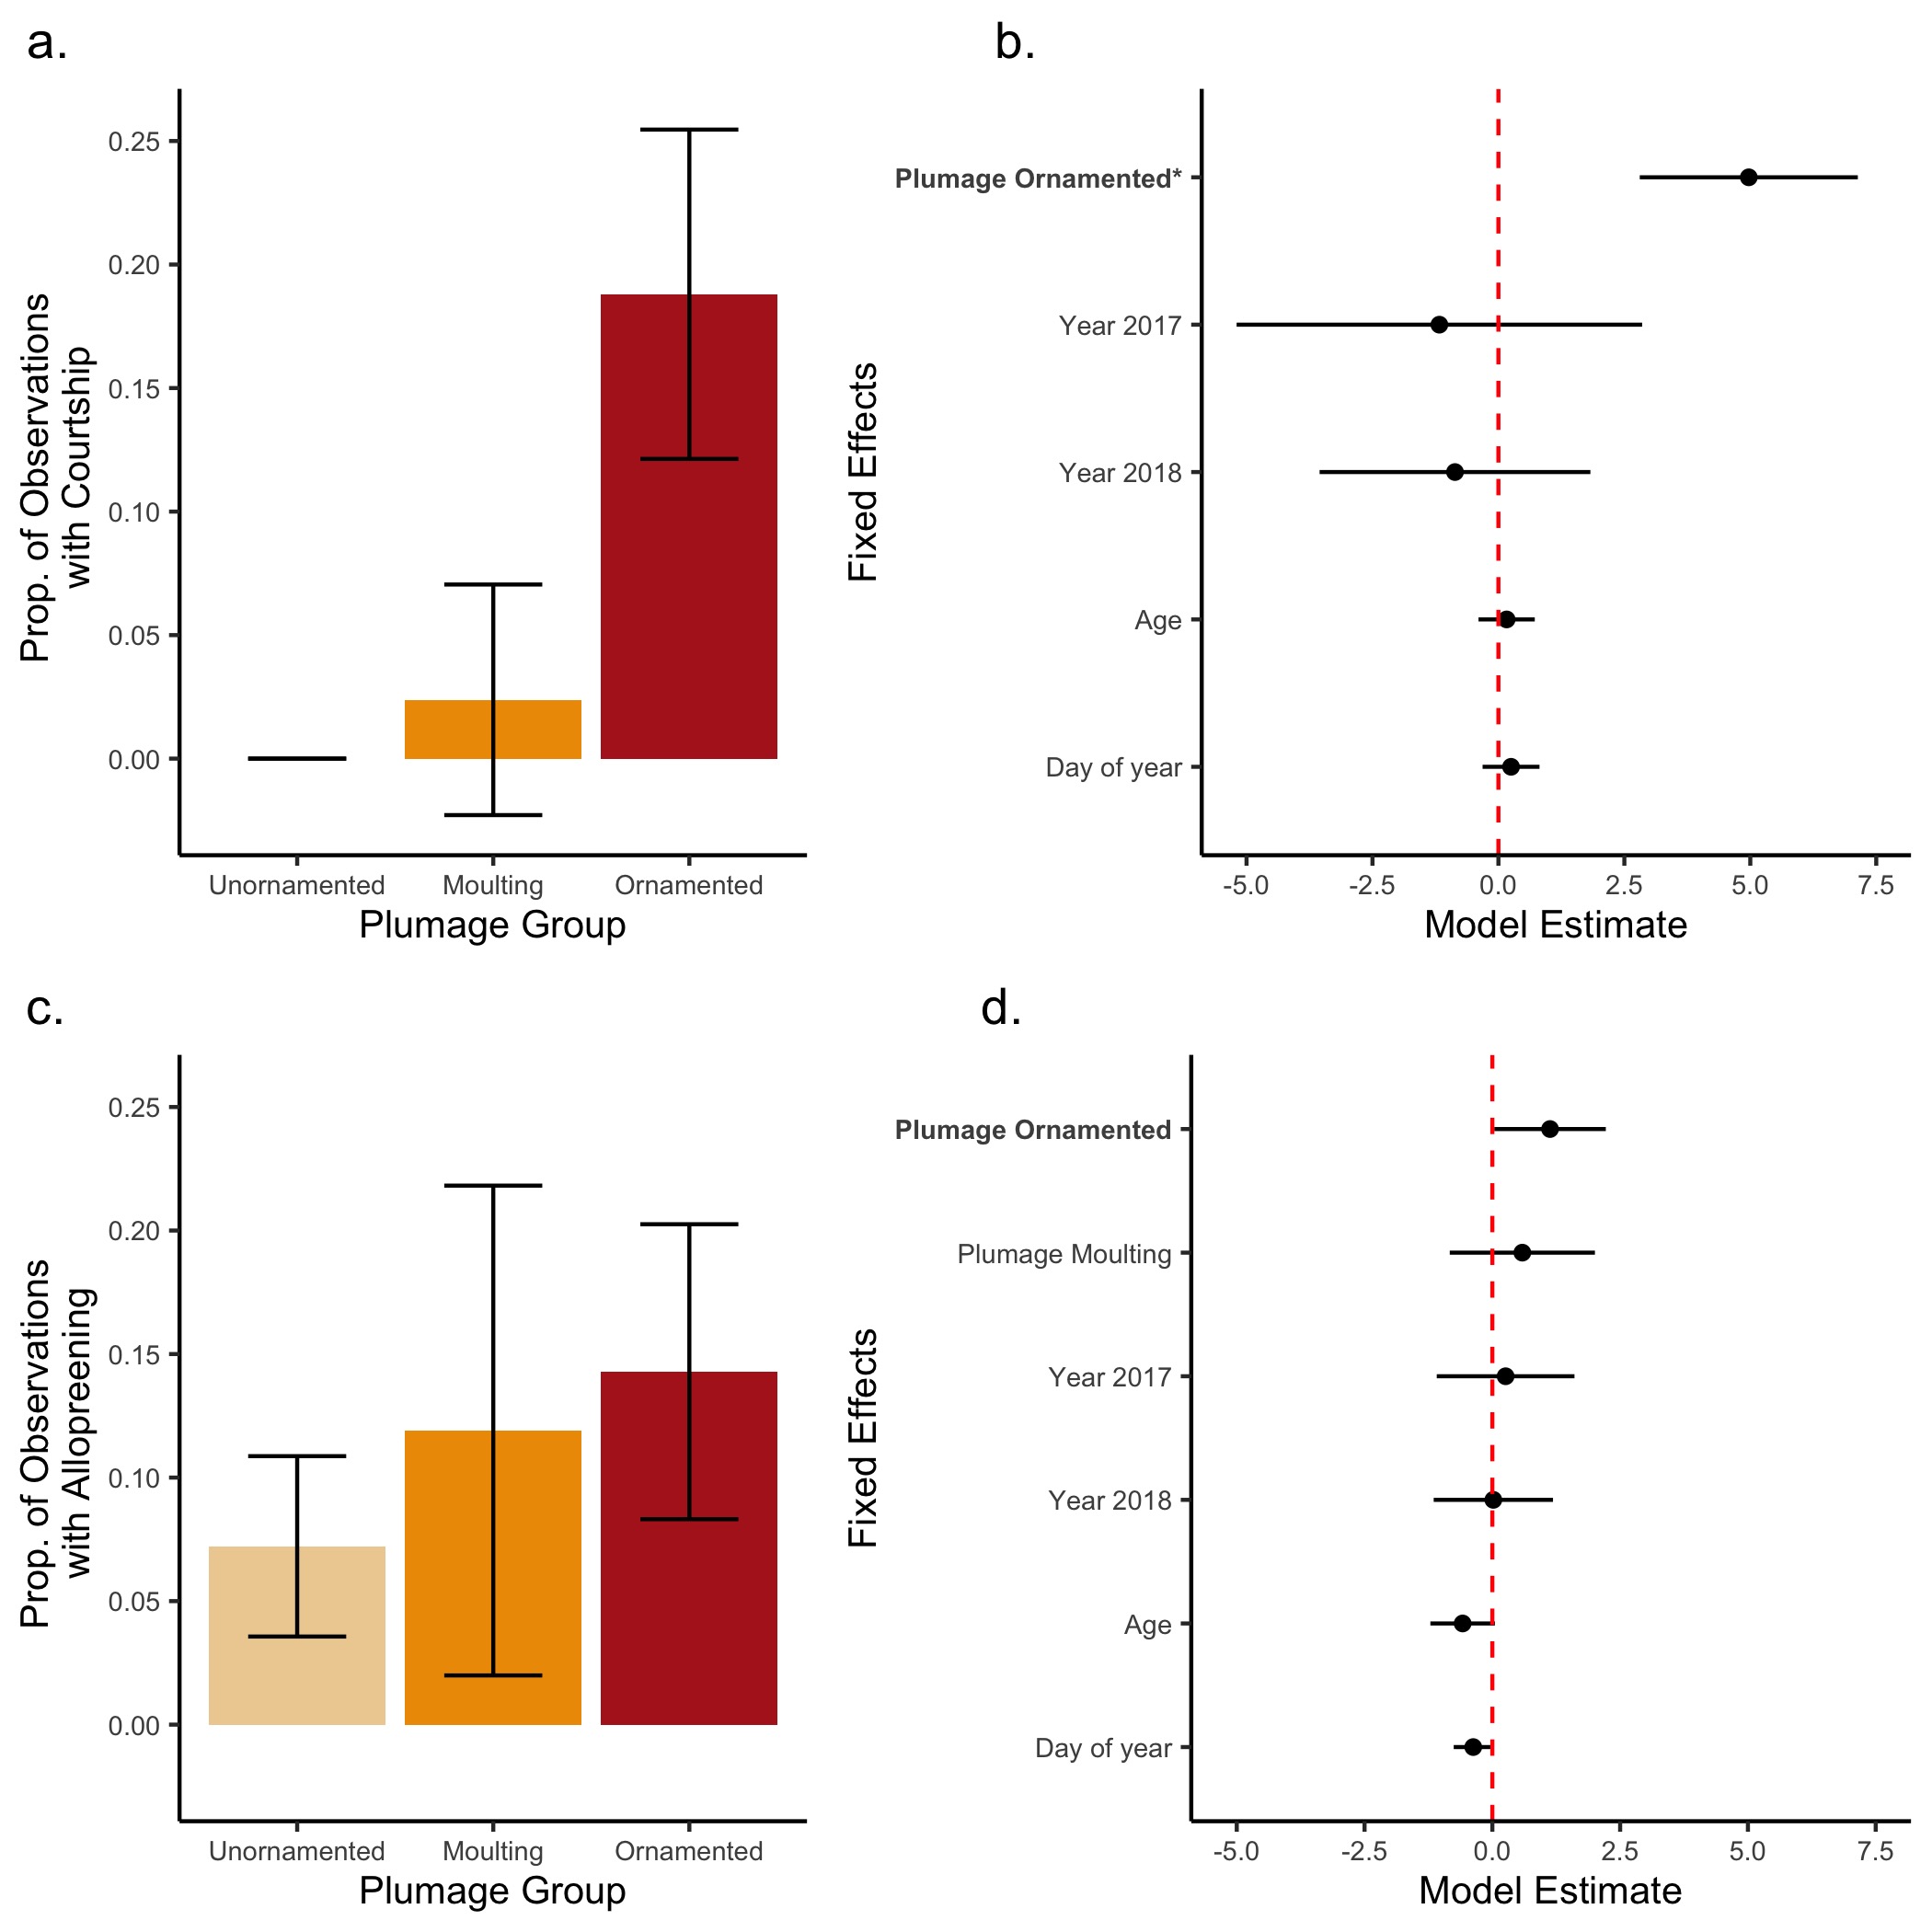 a.
Prop. of Observations
with Courtship
0.25
0.20
0.15
0.10
0.05
0.00
Unornamented Moulting Ornamented
Plumage Group
b.
Fixed Effects
Plumage Ornamented*
Year 2017
Year 2018
Age
Day of year
-5.0 -2.5 0.0 2.5 5.0 7.5
Model Estimate
c.
Prop. of Observations
with Allopreening
0.25
0.20
0.15
0.10
0.05
0.00
Unornamented Moulting Ornamented
Plumage Group
d.
Fixed Effects
Plumage Ornamented
Plumage Moulting
Year 2017
Year 2018
Age
Day of year
-5.0 -2.5 0.0 2.5 5.0 7.5
Model Estimate